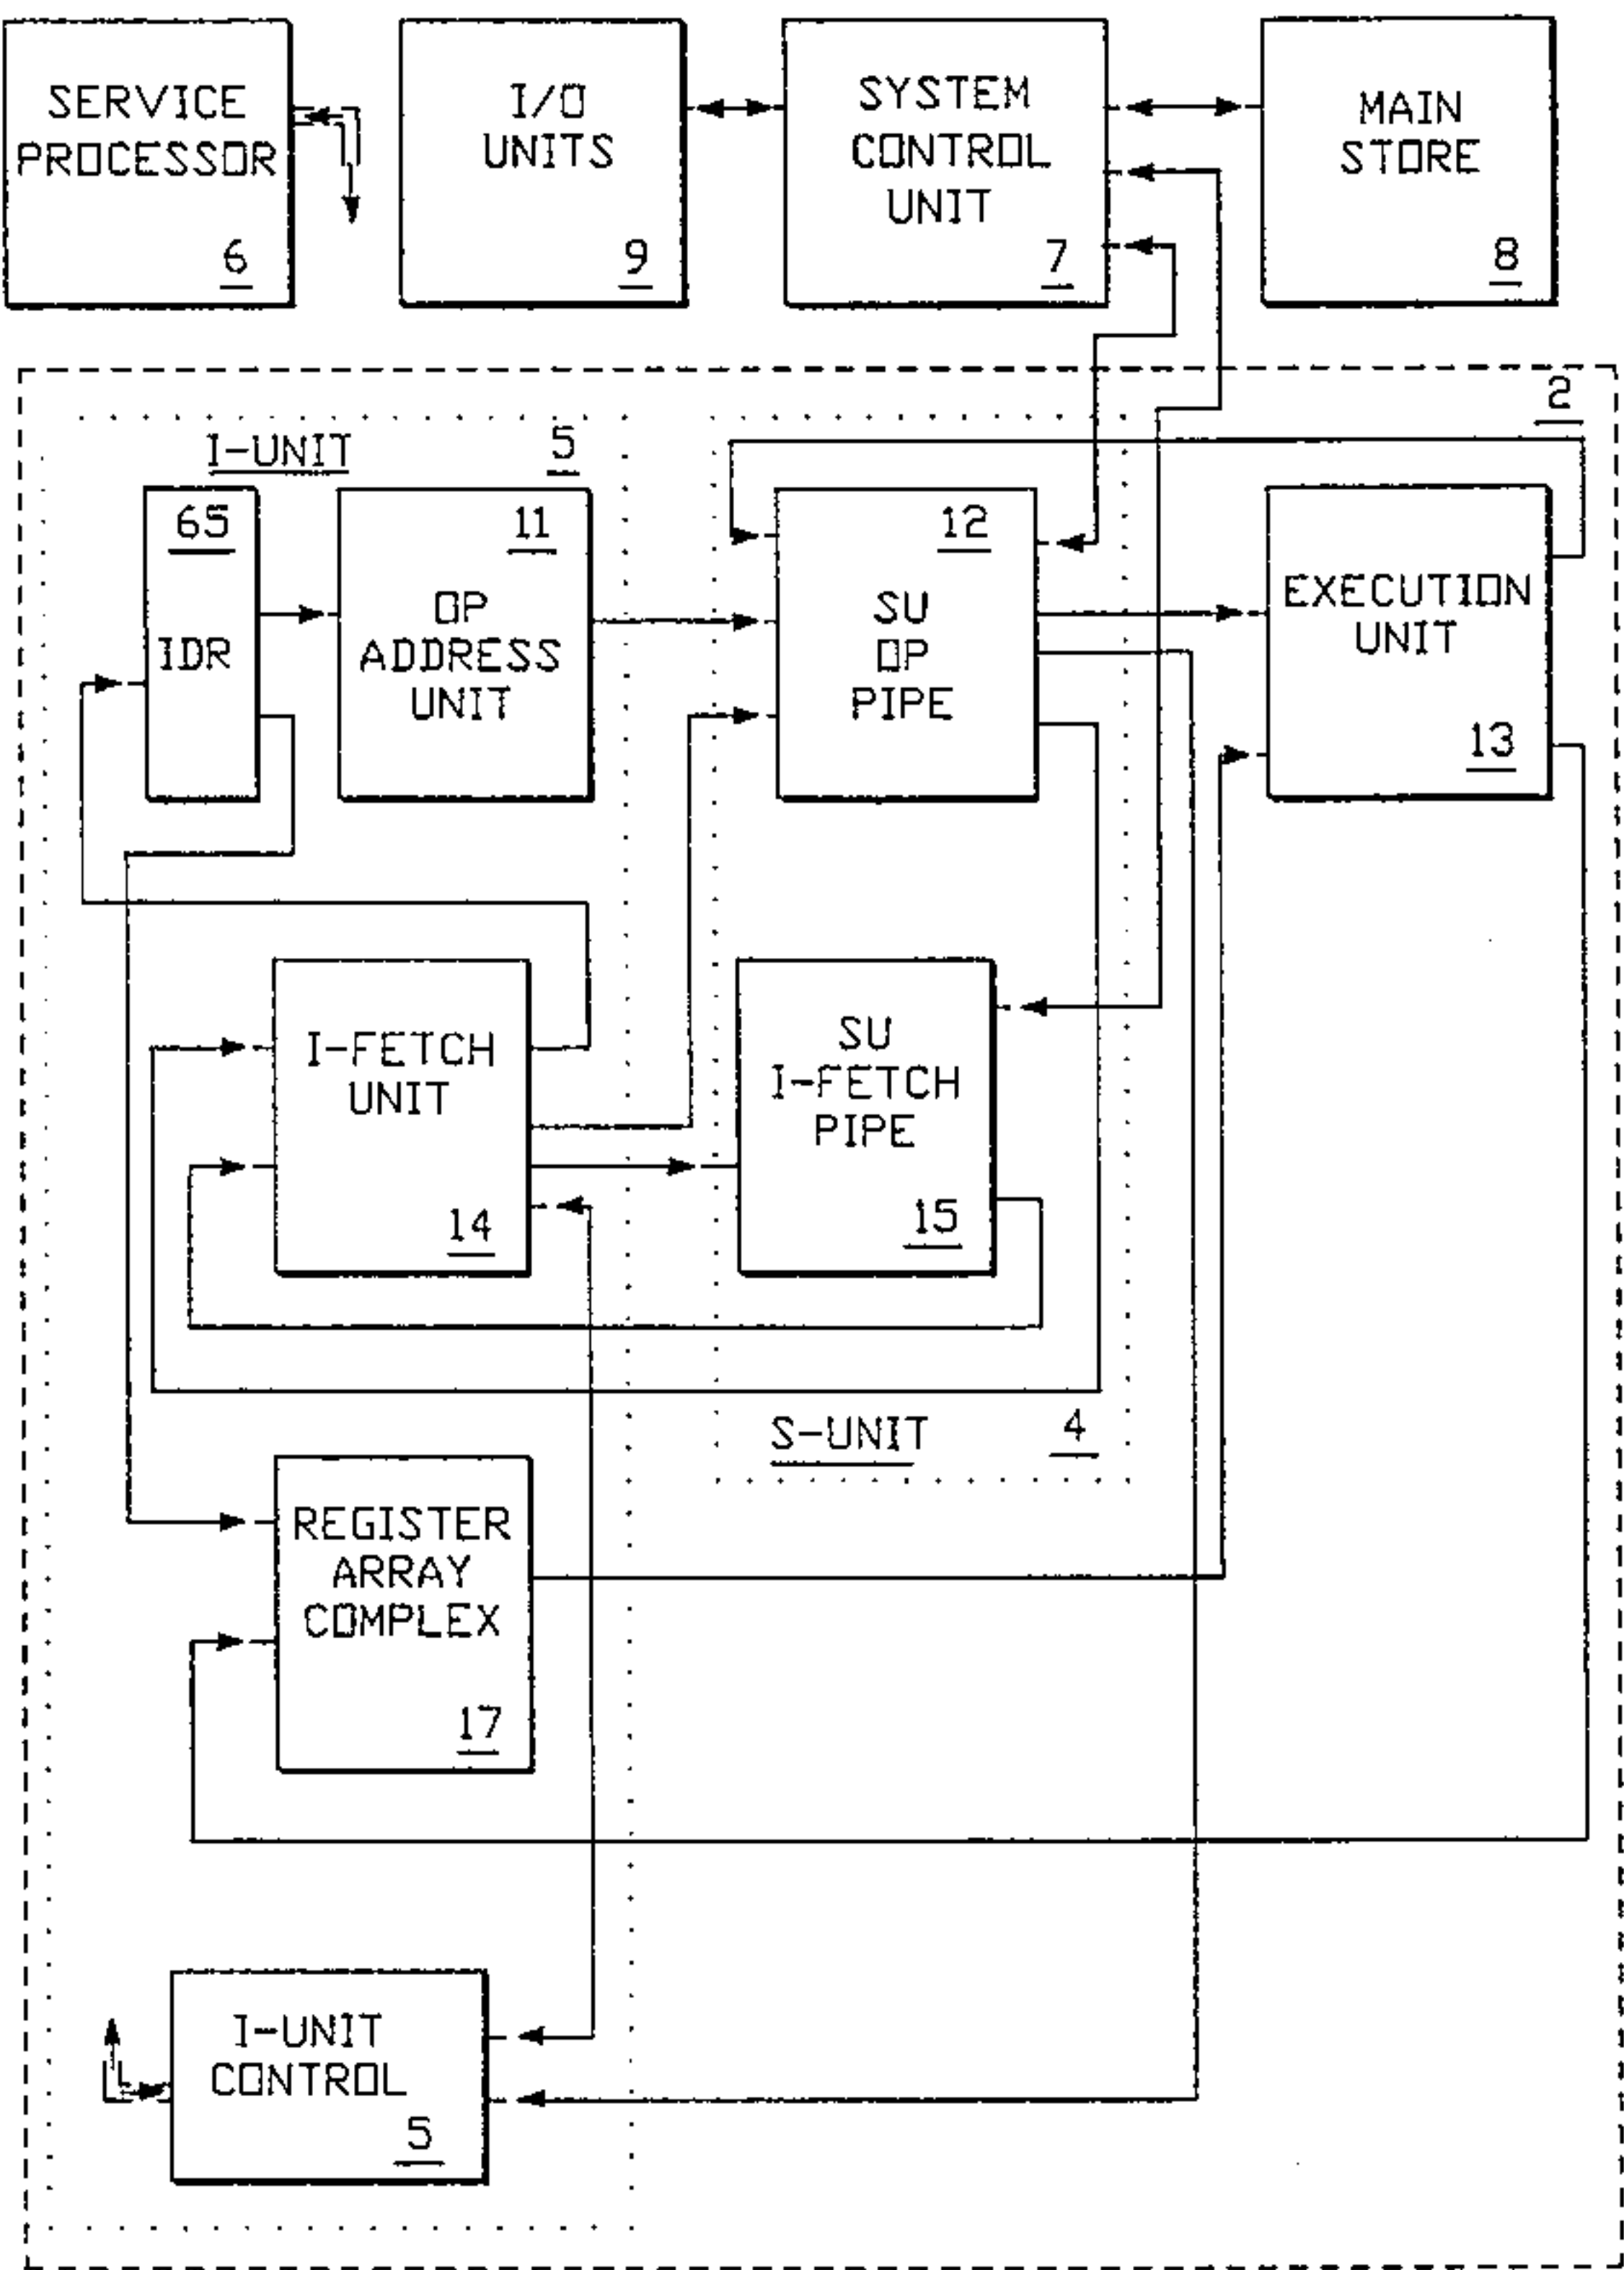 SERVICE
PROCESSOR
6
I/O
UNITS
9
SYSTEM
CONTROL
UNIT
7
MAIN
STORE
8
2
I-UNIT
5
65
IDR
11
OP
ADDRESS
UNIT
12
SU
OP
PIPE
EXECUTION
UNIT
13
I-FETCH
UNIT
14
SU
I-FETCH
PIPE
15
S-UNIT
4
REGISTER
ARRAY
COMPLEX
17
I-UNIT
CONTROL
5